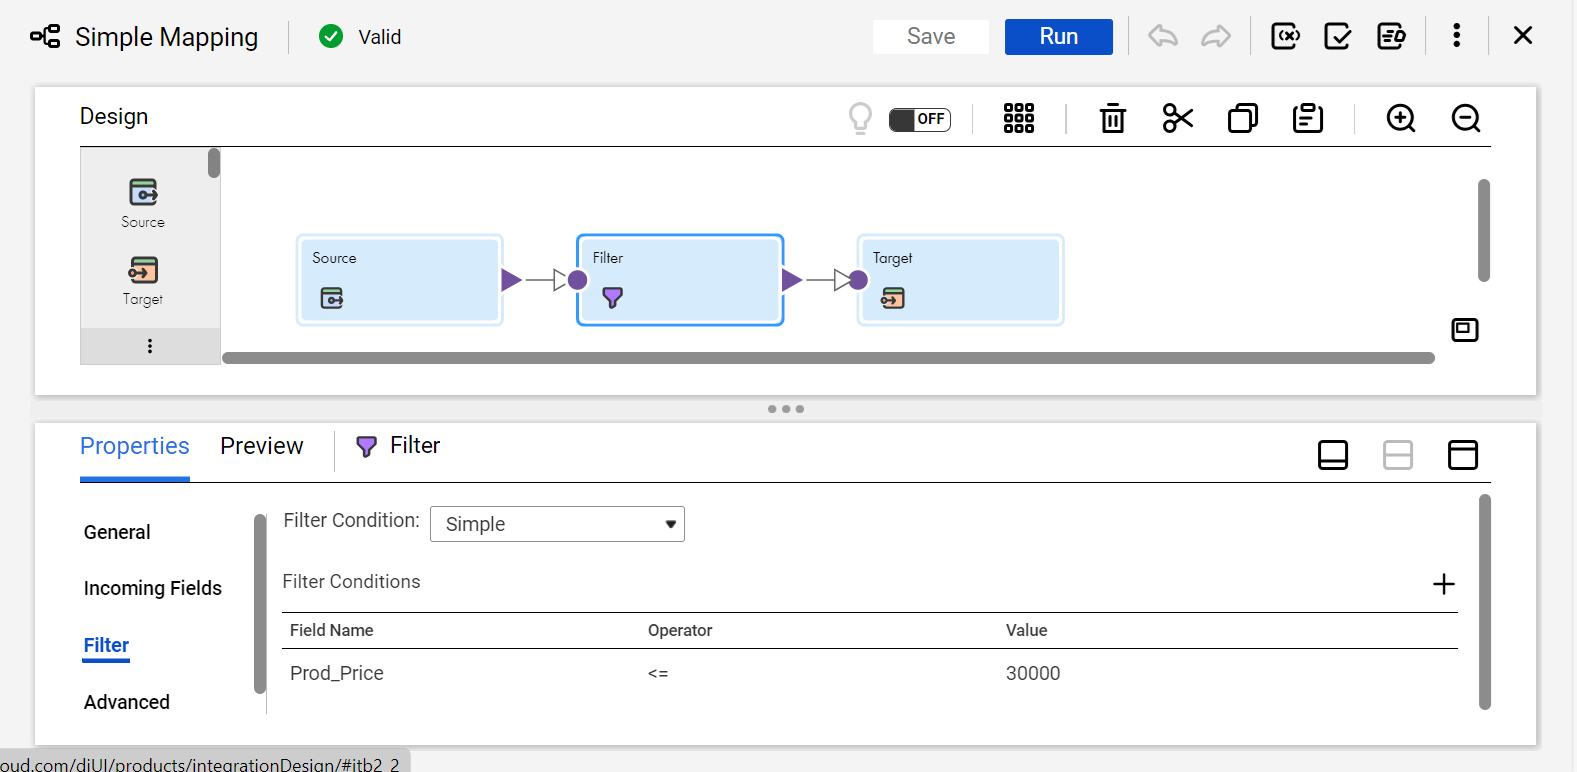 Simple Mapping
Valid
Save
Run
Design
OFF
Source
Target
Source
Filter
Target
Properties
Preview
Filter
General
Incoming Fields
Filter
Advanced
Filter Condition:
Simple
Filter Conditions
Field Name
Operator
Value
Prod_Price
<=
30000
oud.com/diUI/products/integrationDesign/#itb2_2